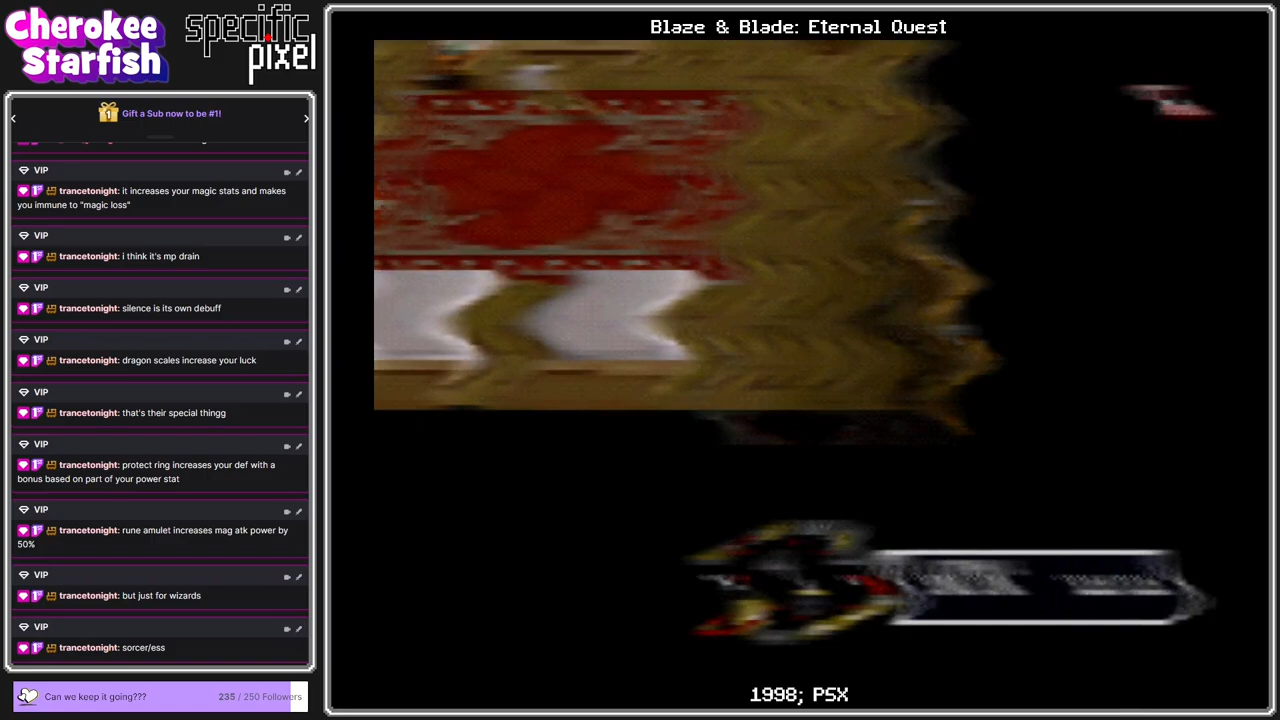 Cherokee
Starfish
specific
pixel
Blaze & Blade: Eternal Quest
1
Gift a Sub now to be #1!
VIP
trancetonight: it increases your magic stats and makes
you immune to "magic loss"
VIP
trancetonight: i think it's mp drain
VIP
trancetonight: silence is its own debuff
VIP
trancetonight: dragon scales increase your luck
VIP
trancetonight: that's their special thingg
VIP
trancetonight: protect ring increases your def with a
bonus based on part of your power stat
VIP
trancetonight: rune amulet increases mag atk power by
50%
VIP
trancetonight: but just for wizards
VIP
trancetonight: sorcer/ess
Can we keep it going???
235 / 250 Followers
1998; PSX